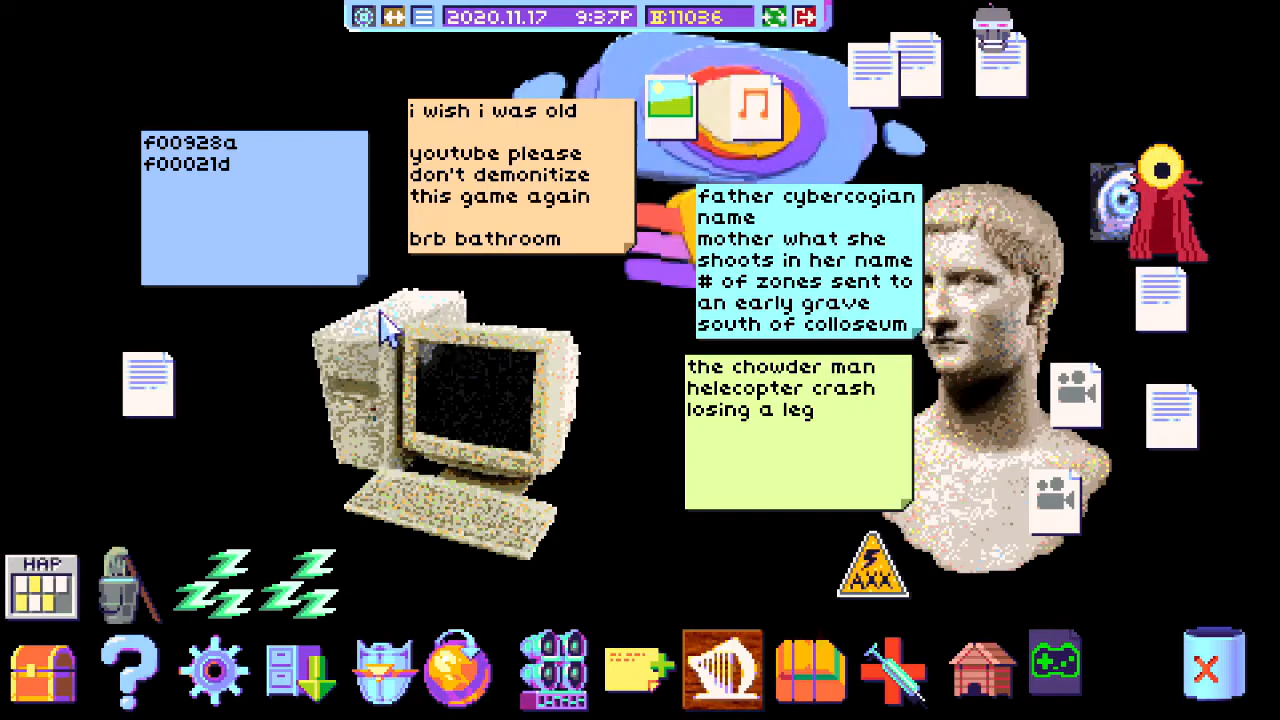 2020.11.17 9:37P
11036
i wish i was old
youtube please
don't demonitize
this game again
brb bathroom
f00928a
f00021d
father cybercogian
name
mother what she
shoots in her name
# of zones sent to
an early grave
south of colloseum
the chowder man
helecopter crash
losing a leg
HAP
AXX